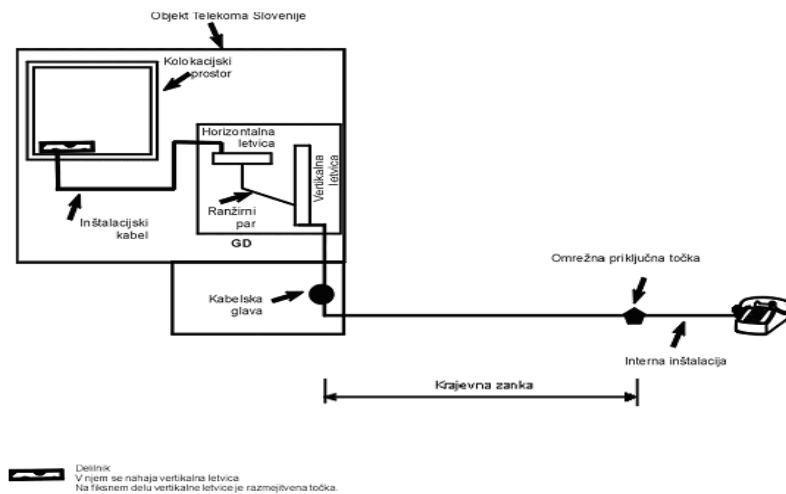 Objekt Telekoma Slovenije
Kolokacijski
prostor
Horizontalna
letvica
Vertikalna
letvica
Ranžirni
par
Inštalacijski
kabel
GD
Omrežna priključna točka
Kabelska
glava
Interna inštalacija
Krajevna zanka
Delilnik
V njem se nahaja vertikalna letvica
Na fiksnem delu vertikalne letvice je razmejitvena točka.